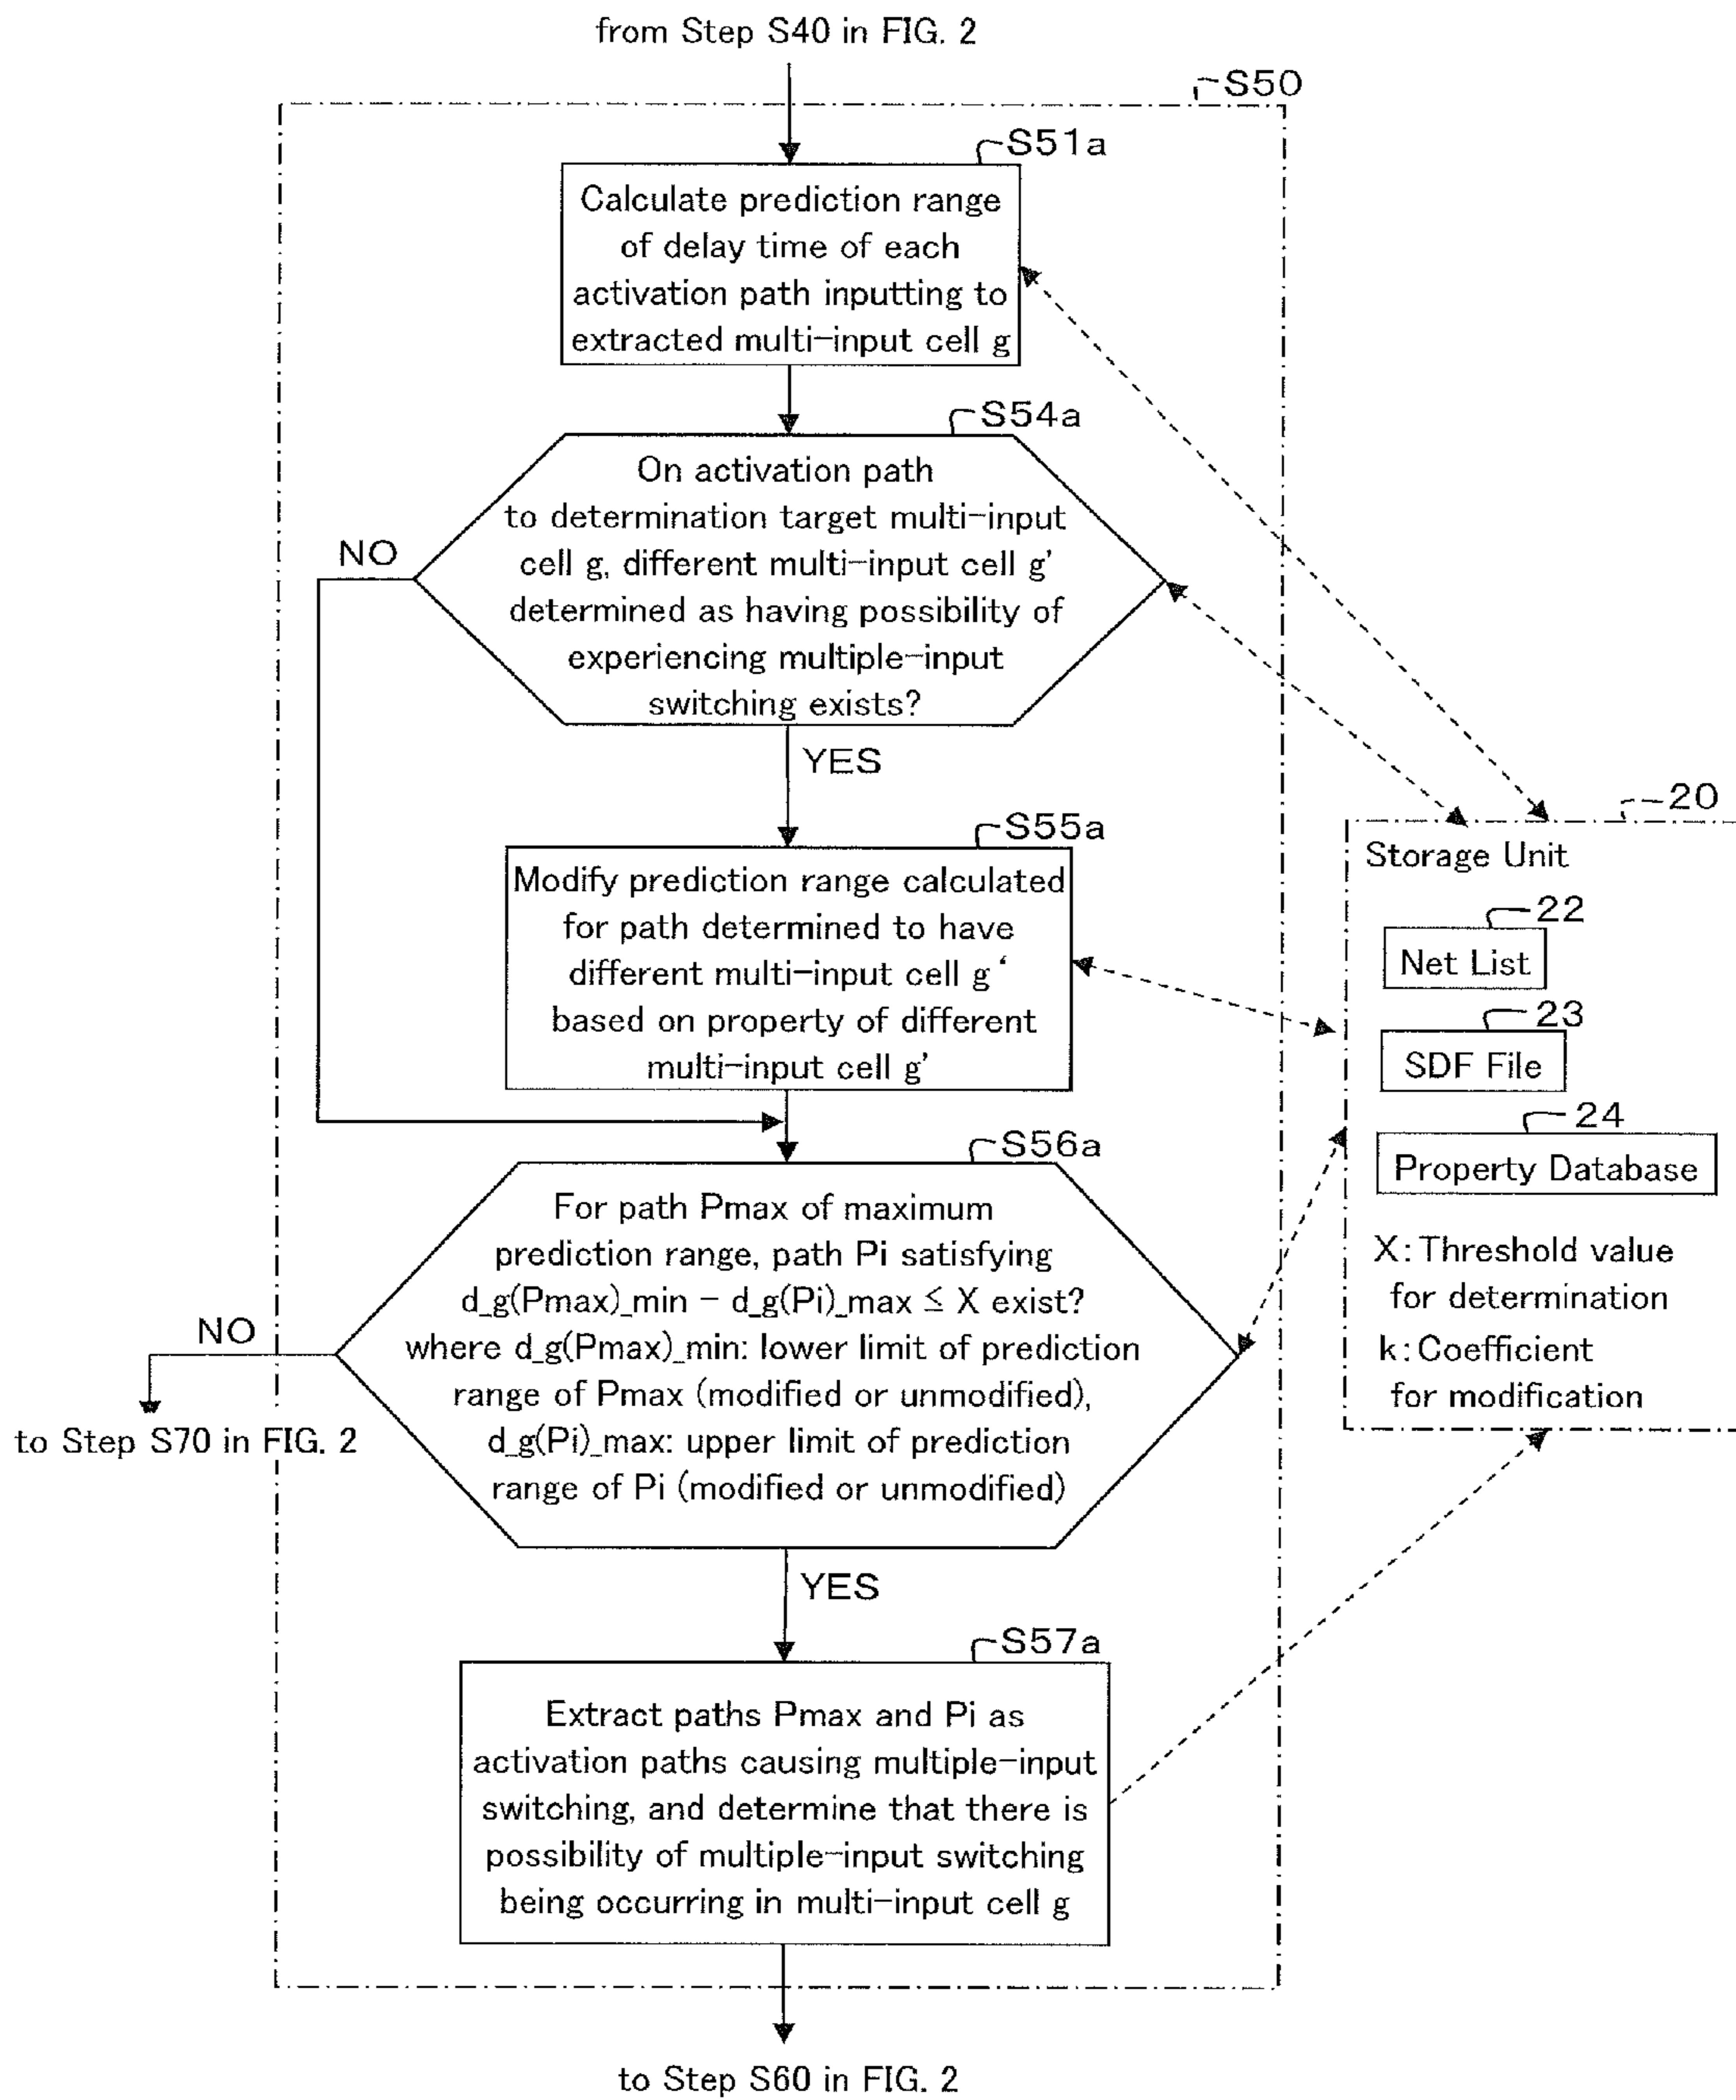 from Step S40 in FIG. 2
S50
S51a
Calculate prediction range
of delay time of each
activation path inputting to
extracted multi-input cell g
S54a
On activation path
to determination target multi-input
cell g, different multi-input cell g'
determined as having possibility of
experiencing multiple-input
switching exists?
NO
YES
S55a
Modify prediction range calculated
for path determined to have
different multi-input cell g‘
based on property of different
multi-input cell g'
S56a
For path Pmax of maximum
prediction range, path Pi satisfying
d_g(Pmax)_min - d_g(Pi)_max ≤ X exist?
where d_g(Pmax)_min: lower limit of prediction
range of Pmax (modified or unmodified),
d_g(Pi)_max: upper limit of prediction
range of Pi (modified or unmodified)
NO
to Step S70 in FIG. 2
YES
S57a
Extract paths Pmax and Pi as
activation paths causing multiple-input
switching, and determine that there is
possibility of multiple-input switching
being occurring in multi-input cell g
to Step S60 in FIG. 2
20
Storage Unit
22
Net List
23
SDF File
24
Property Database
X: Threshold value
for determination
k: Coefficient
for modification